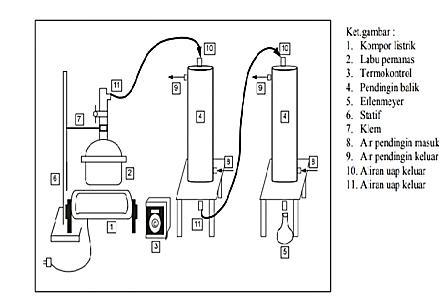 10
10
11
9
9
7
4
4
8
8
6
2
11
1
3
5
Ket.gambar :
1. Kompor listrik
2. Labu pemanas
3. Termokontrol
4. Pendingin balik
5. Eilenmeyer
6. Statif
7. Klem
8. Air pendingin masuk
9. Air pendingin keluar
10. Airan uap keluar
11. Airan uap keluar